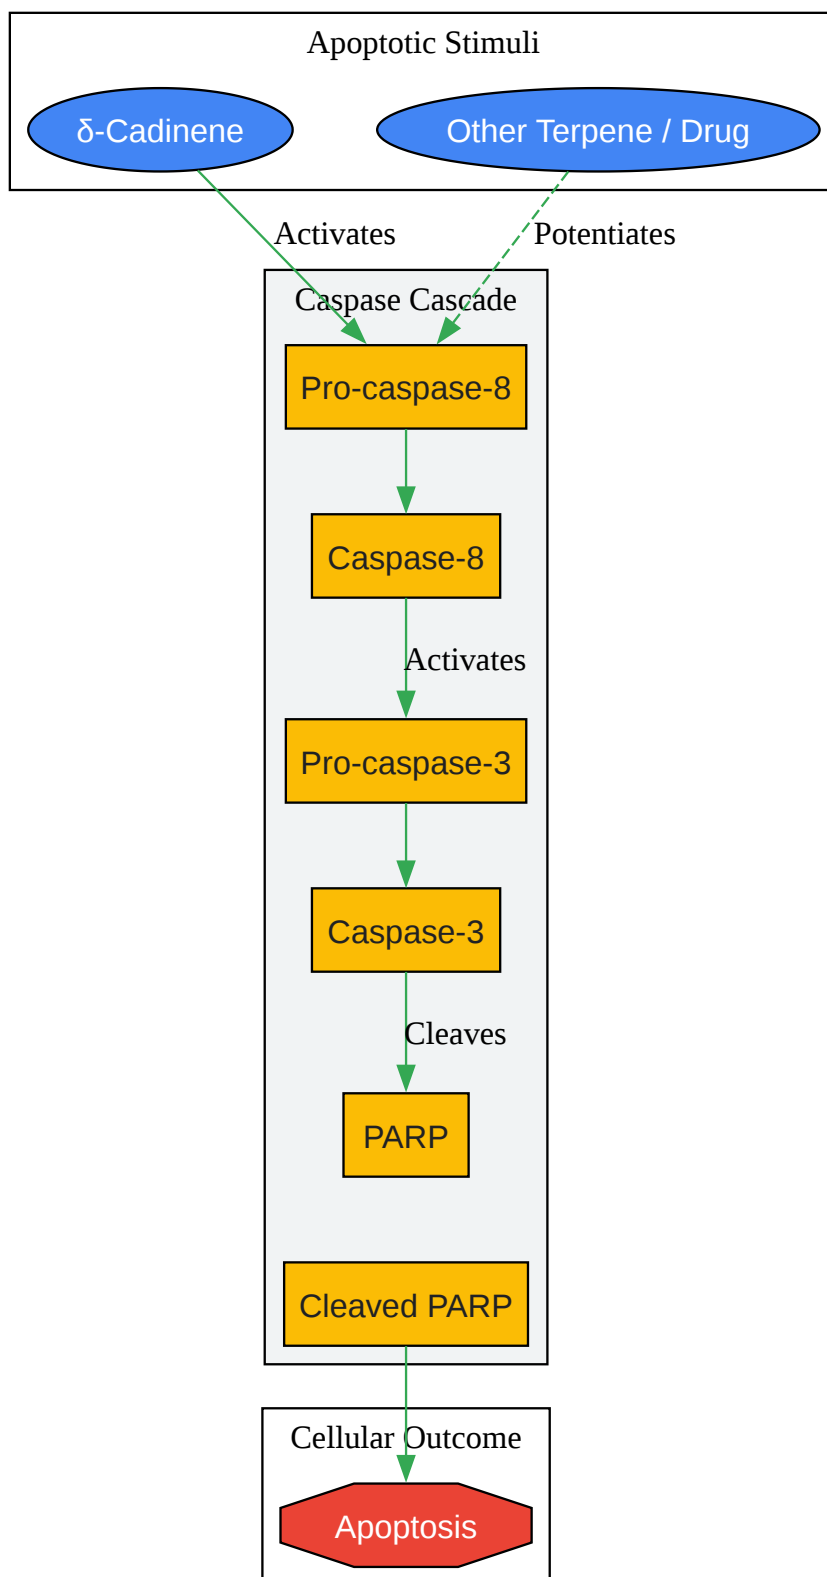 Apoptotic Stimuli
δ-Cadinene
Other Terpene / Drug
Activates
Potentiates
Caspase Cascade
Pro-caspase-8
Caspase-8
Activates
Pro-caspase-3
Caspase-3
Cleaves
PARP
Cleaved PARP
Cellular Outcome
Apoptosis